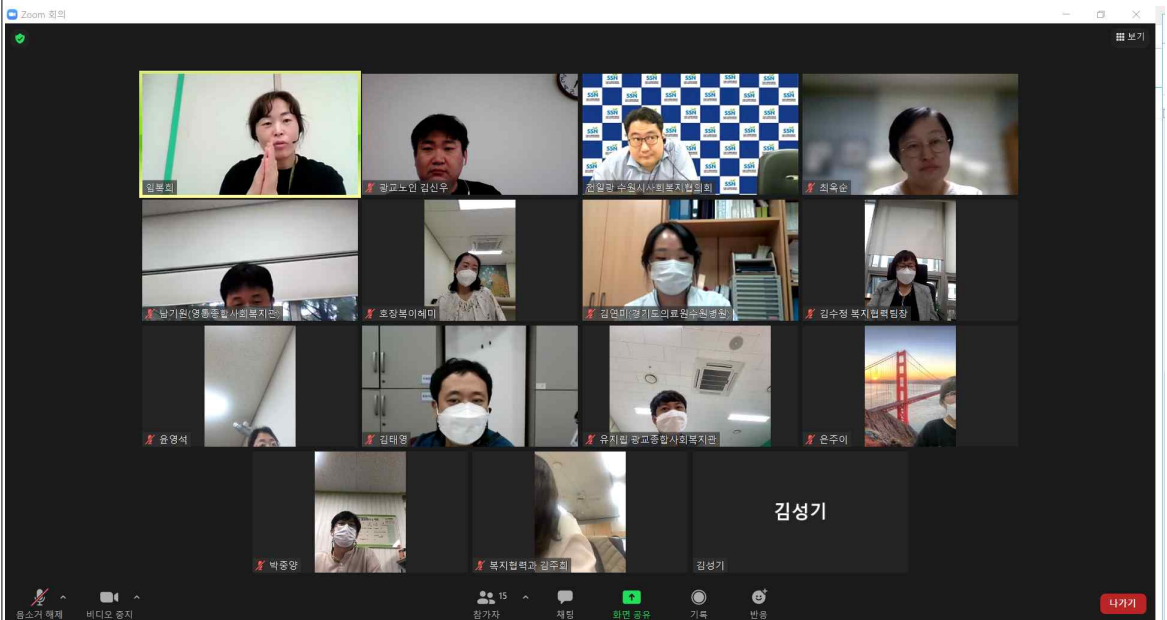 Zoom 회의
보기
임복희
광교노인 김신우
SSN
전일광 수원시사회복지협의회
최옥순
남기원(영통종합사회복지관)
호장복이혜미
김연미(경기도의료원수원병원)
김수정 복지협력팀장
윤영석
김태영
유지립 광교종합사회복지관
은주이
박중양
복지협력과 김주희
김성기
김성기
음소거 해제
비디오 중지
15
참가자
채팅
화면 공유
기록
반응
나가기